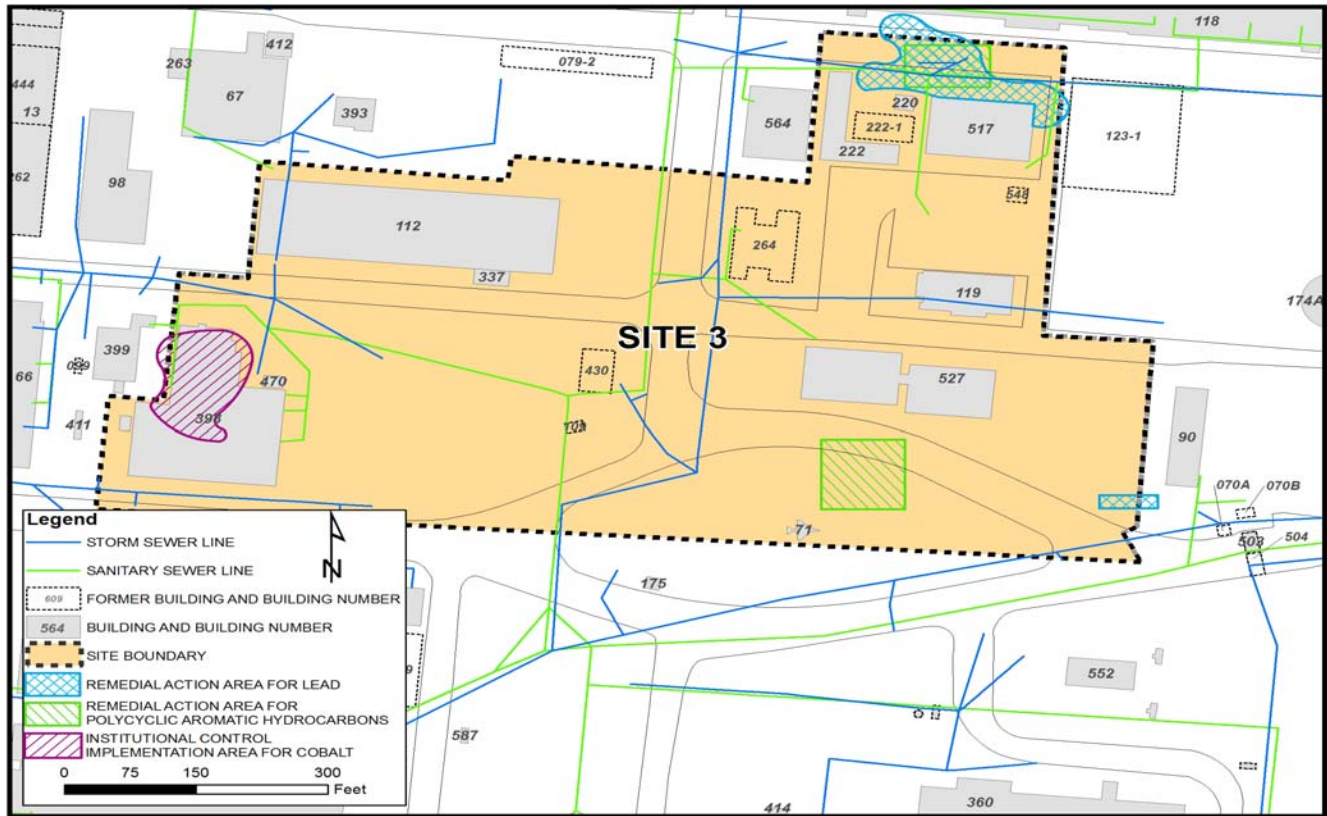 118
412
263
079-2
67
444
13
393
564
220
222-1
517
123-1
222
98
262
548
112
264
337
119
174A
SITE 3
399
66
430
527
470
398
411
90
070A
070B
71
503
504
175
552
587
414
360
Legend
STORM SEWER LINE
N
SANITARY SEWER LINE
609 FORMER BUILDING AND BUILDING NUMBER
564 BUILDING AND BUILDING NUMBER
SITE BOUNDARY
REMEDIAL ACTION AREA FOR LEAD
REMEDIAL ACTION AREA FOR
POLYCYCLIC AROMATIC HYDROCARBONS
INSTITUTIONAL CONTROL
IMPLEMENTATION AREA FOR COBALT
0 75 150 300
Feet